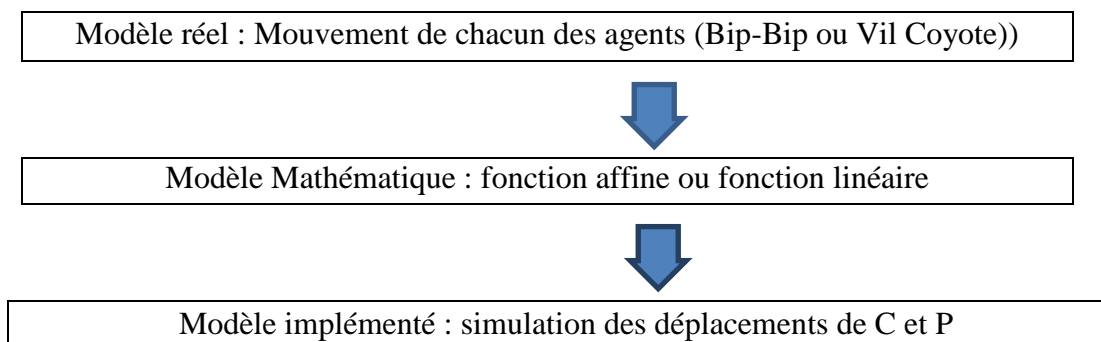 Modèle réel : Mouvement de chacun des agents (Bip-Bip ou Vil Coyote))
Modèle Mathématique : fonction affine ou fonction linéaire
Modèle implémenté : simulation des déplacements de C et P